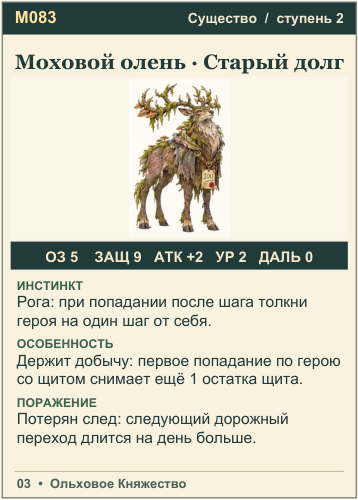 M083
Существо / ступень 2
Моховой олень · Старый долг
ОЗ 5 ЗАЩ 9 АТК +2 УР 2 ДАЛЬ 0
ИНСТИНКТ
Рога: при попадании после шага толкни
героя на один шаг от себя.
ОСОБЕННОСТЬ
Держит добычу: первое попадание по герою
со щитом снимает ещё 1 остатка щита.
ПОРАЖЕНИЕ
Потерян след: следующий дорожный
переход длится на день больше.
03 • Ольховое Княжество